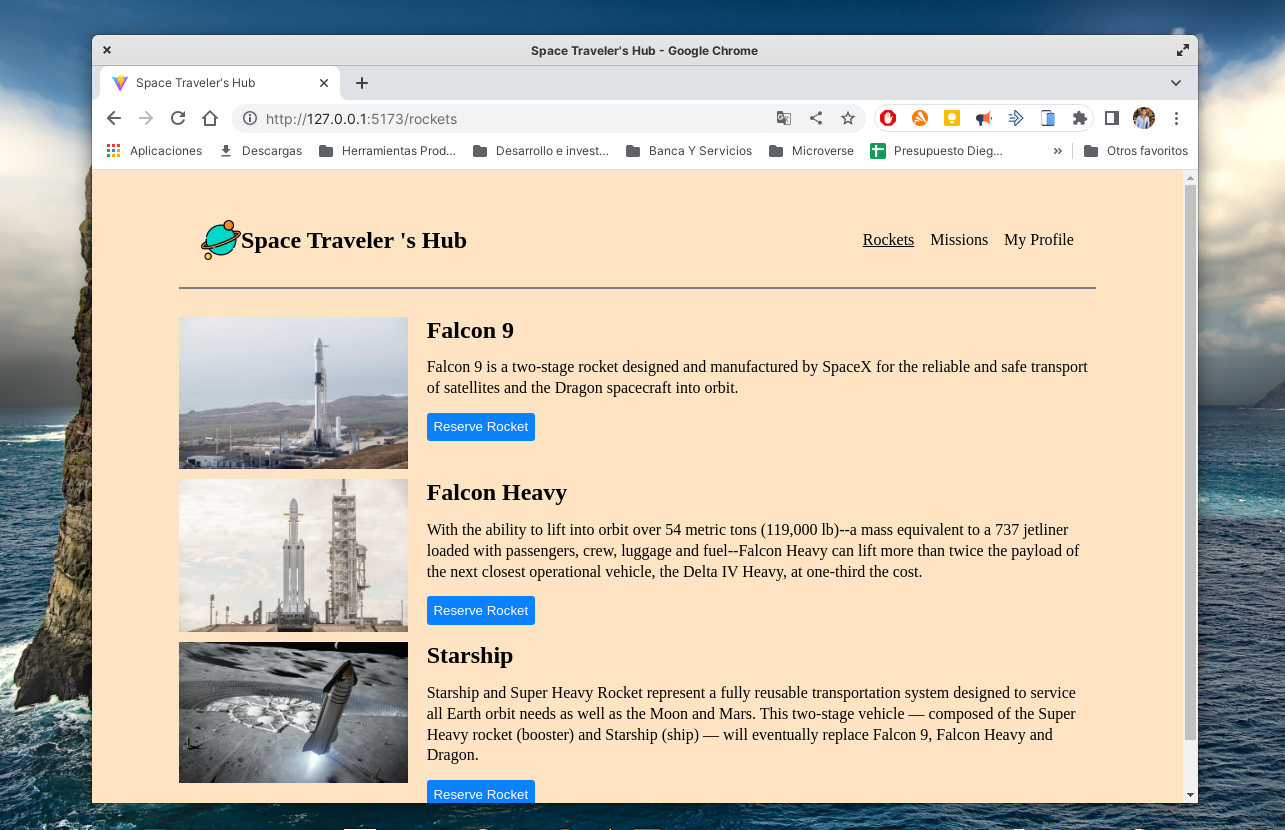 Space Traveler's Hub - Google Chrome
Space Traveler's Hub
http://127.0.0.1:5173/rockets
Aplicaciones Descargas Herramientas Prod... Desarrollo e invest... Banca Y Servicios Microverse Presupuesto Dieg... » Otros favoritos
Space Traveler 's Hub Rockets Missions My Profile
Falcon 9
Falcon 9 is a two-stage rocket designed and manufactured by SpaceX for the reliable and safe transport
of satellites and the Dragon spacecraft into orbit.
Reserve Rocket
Falcon Heavy
With the ability to lift into orbit over 54 metric tons (119,000 lb)--a mass equivalent to a 737 jetliner
loaded with passengers, crew, luggage and fuel--Falcon Heavy can lift more than twice the payload of
the next closest operational vehicle, the Delta IV Heavy, at one-third the cost.
Reserve Rocket
Starship
Starship and Super Heavy Rocket represent a fully reusable transportation system designed to service
all Earth orbit needs as well as the Moon and Mars. This two-stage vehicle — composed of the Super
Heavy rocket (booster) and Starship (ship) — will eventually replace Falcon 9, Falcon Heavy and
Dragon.
Reserve Rocket